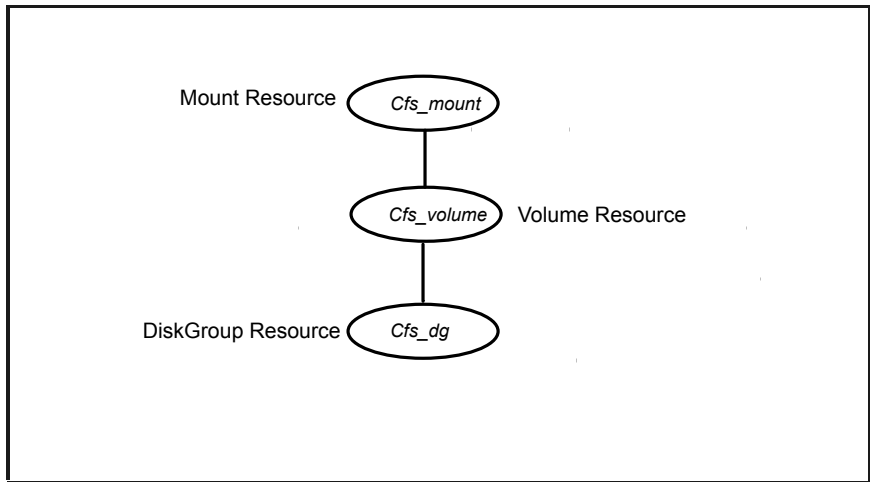 Mount Resource
Cfs_mount
Cfs_volume
Volume Resource
DiskGroup Resource
Cfs_dg